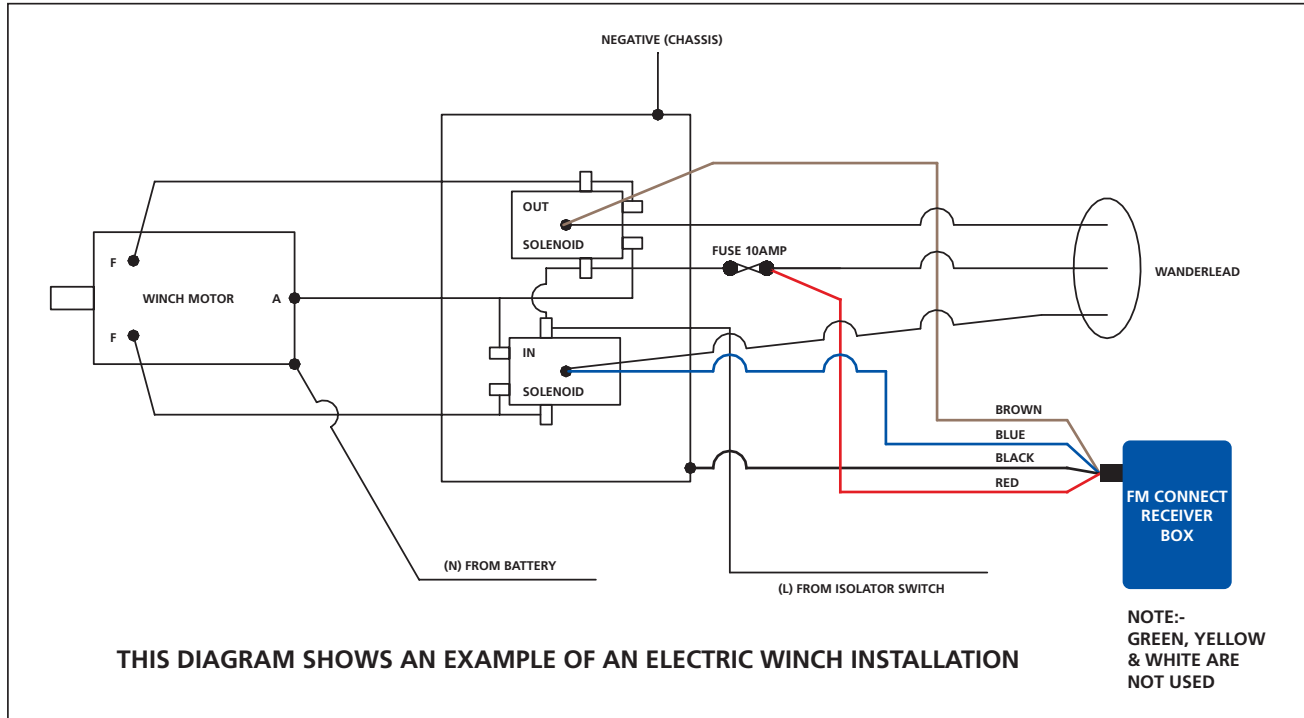 NEGATIVE (CHASSIS)
OUT
SOLENOID
FUSE 10AMP
WANDERLEAD
F
WINCH MOTOR
A
F
IN
SOLENOID
BROWN
BLUE
BLACK
RED
FM CONNECT
RECEIVER
BOX
(N) FROM BATTERY
(L) FROM ISOLATOR SWITCH
NOTE:-
GREEN, YELLOW
& WHITE ARE
NOT USED
THIS DIAGRAM SHOWS AN EXAMPLE OF AN ELECTRIC WINCH INSTALLATION